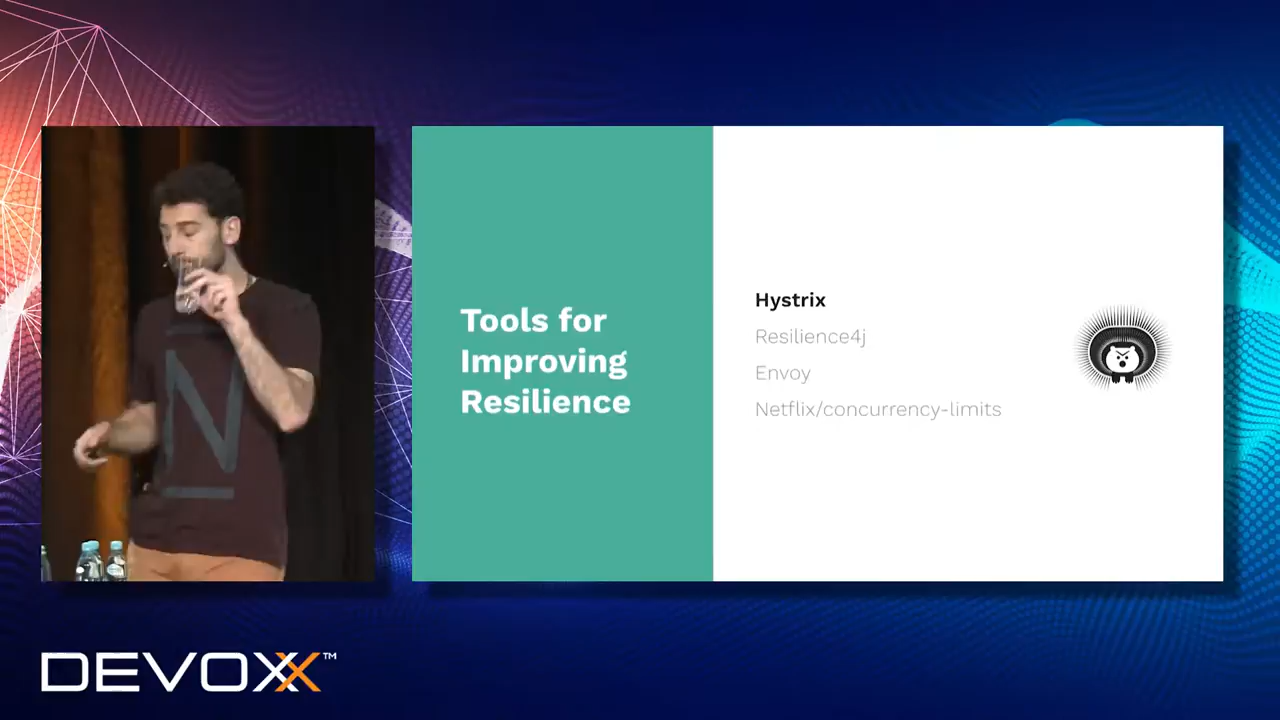 N
Tools for
Improving
Resilience
Hystrix
Resilience4j
Envoy
Netflix/concurrency-limits
DEVOXX™